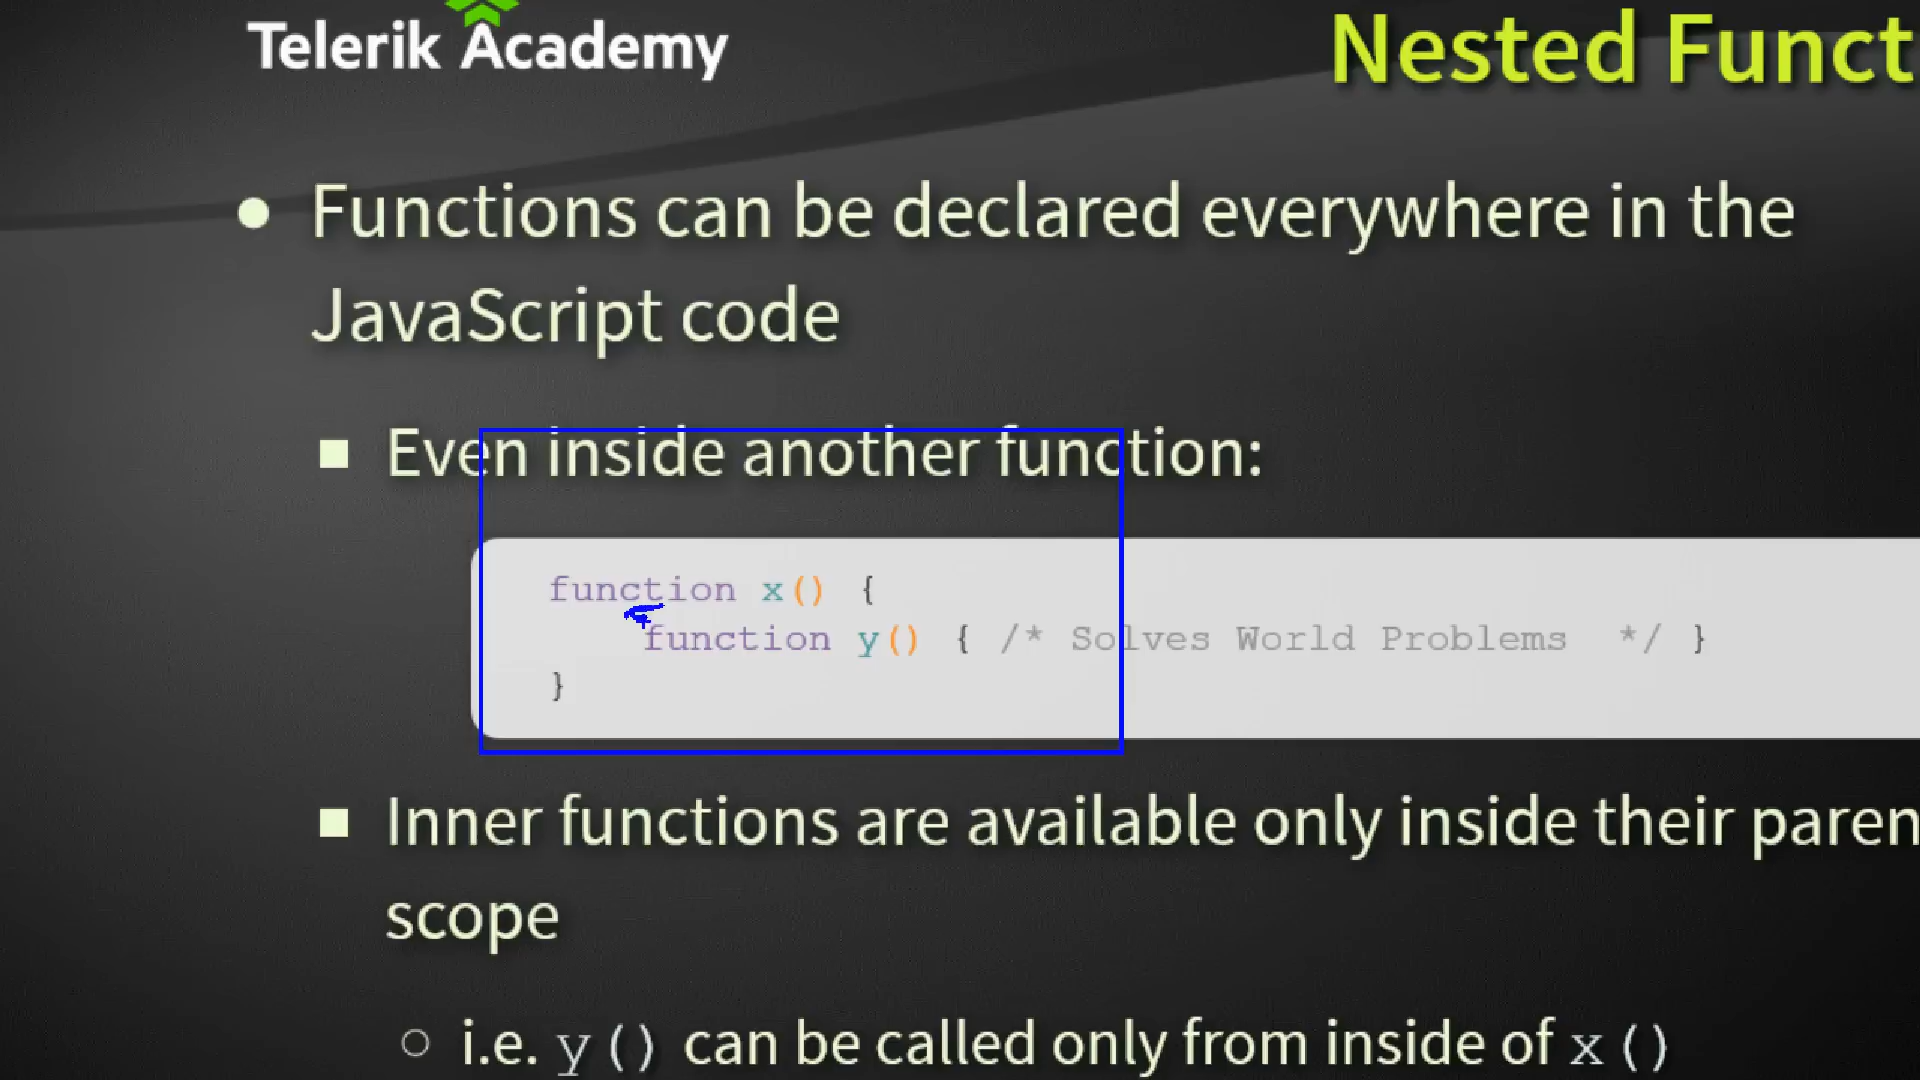 Telerik Academy
Nested Funct
Functions can be declared everywhere in the
JavaScript code
Even inside another function:
function x() {
function y() { /* Solves World Problems */ }
}
Inner functions are available only inside their paren
scope
i.e. y() can be called only from inside of x()